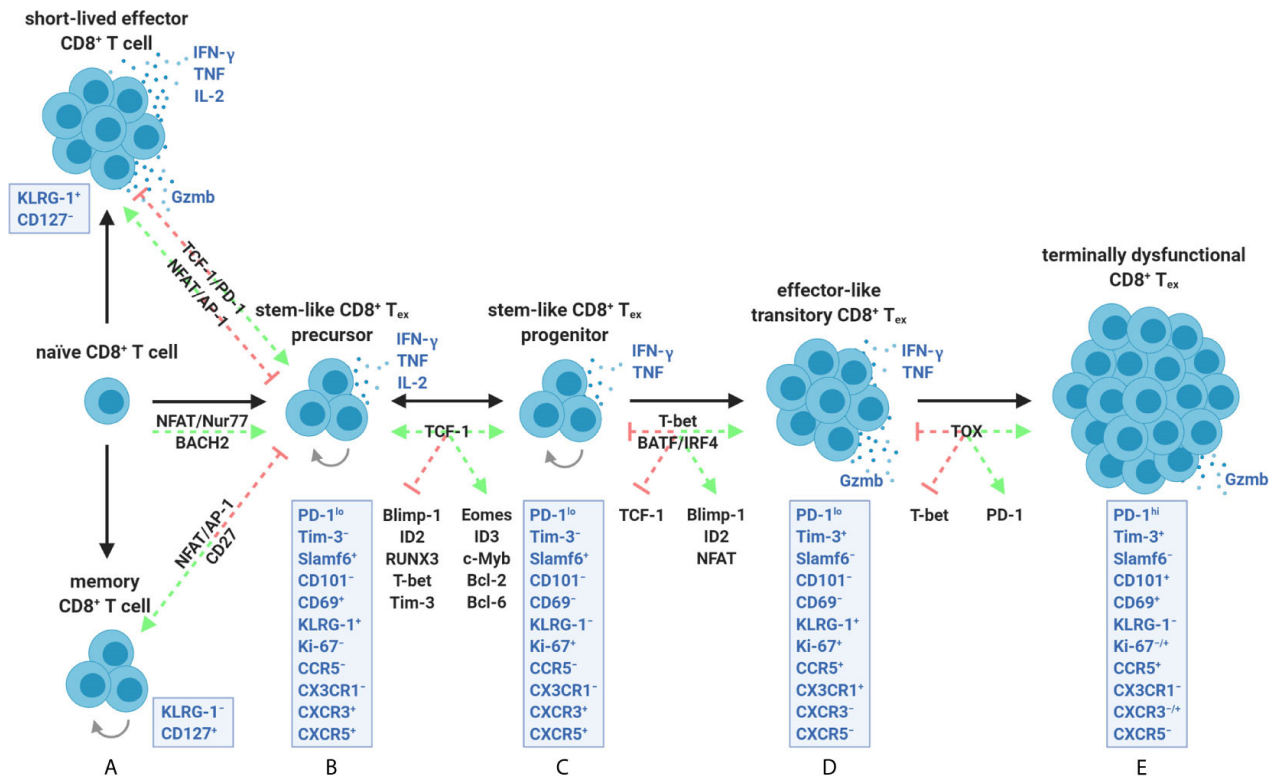 short-lived effector
CD8⁺ T cell
IFN-γ
TNF
IL-2
Gzmb
KLRG-1⁺
CD127⁻
TCF-1/PD-1
NFAT/AP-1
naïve CD8⁺ T cell
NFAT/Nur77
BACH2
NFAT/AP-1
CD27
memory
CD8⁺ T cell
KLRG-1⁻
CD127⁺
A
stem-like CD8⁺ Tex
precursor
IFN-γ
TNF
IL-2
PD-1lo
Tim-3⁻
Slamf6⁺
CD101⁻
CD69⁺
KLRG-1⁺
Ki-67⁻
CCR5⁻
CX3CR1⁻
CXCR3⁺
CXCR5⁺
B
TCF-1
Blimp-1
ID2
RUNX3
T-bet
Tim-3
Eomes
ID3
c-Myb
Bcl-2
Bcl-6
stem-like CD8⁺ Tex
progenitor
IFN-γ
TNF
PD-1lo
Tim-3⁻
Slamf6⁺
CD101⁻
CD69⁻
KLRG-1⁻
Ki-67⁺
CCR5⁻
CX3CR1⁻
CXCR3⁺
CXCR5⁺
C
T-bet
BATF/IRF4
TCF-1
Blimp-1
ID2
NFAT
effector-like
transitory CD8⁺ Tex
IFN-γ
TNF
Gzmb
PD-1lo
Tim-3⁺
Slamf6⁻
CD101⁻
CD69⁻
KLRG-1⁺
Ki-67⁺
CCR5⁺
CX3CR1⁺
CXCR3⁻
CXCR5⁻
D
TOX
T-bet
PD-1
terminally dysfunctional
CD8⁺ Tex
Gzmb
PD-1hi
Tim-3⁺
Slamf6⁻
CD101⁺
CD69⁺
KLRG-1⁻
Ki-67⁻/⁺
CCR5⁺
CX3CR1⁻
CXCR3⁻/⁺
CXCR5⁻
E